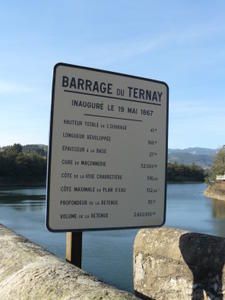 BARRAGE DU TERNAY
INAUGURÉ LE 19 MAI 1867
HAUTEUR TOTALE DE L'OUVRAGE 41 m
LONGUEUR DÉVELOPPÉE
ÉPAISSEUR À LA BASE 27 m
CUBE DE MAÇONNERIE
CÔTE DE LA VOIE CHARRETIÈRE
CÔTE MAXIMALE DU PLAN D'EAU
PROFONDEUR DE LA RETENUE
VOLUME DE LA RETENUE